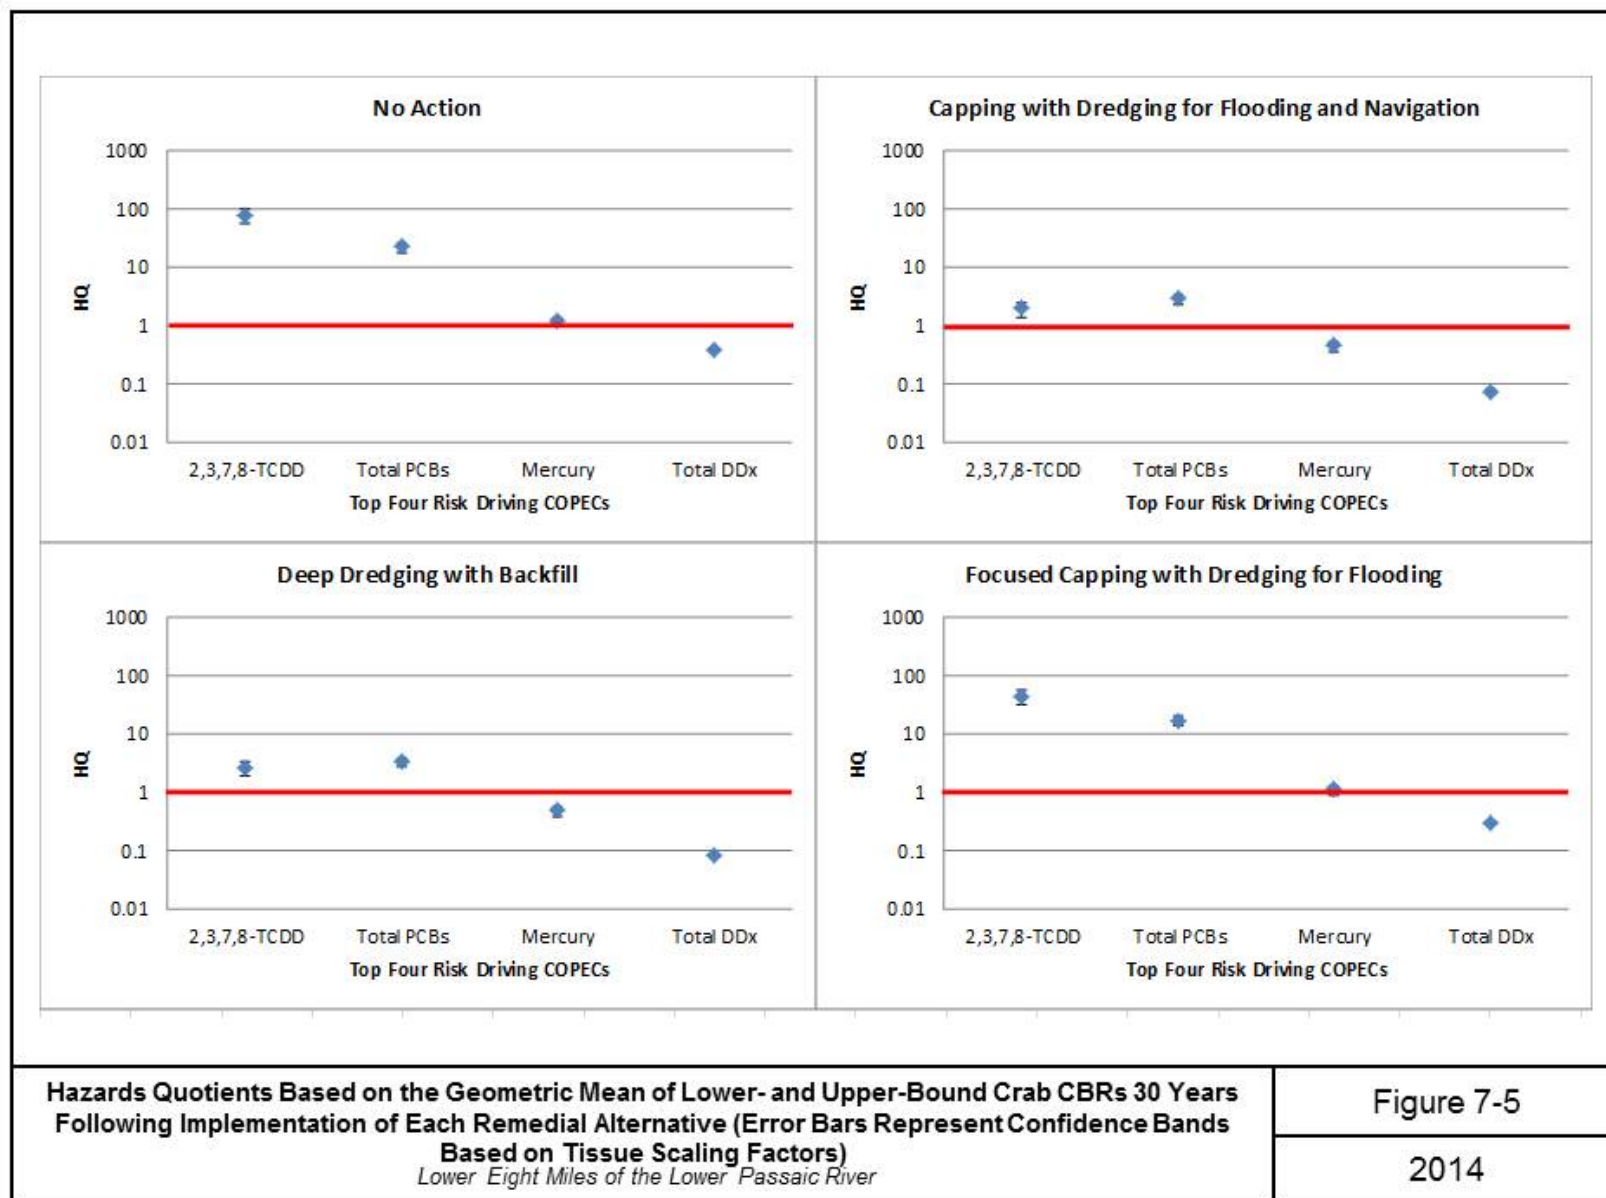 No Action
1000
100
10
1
0.1
0.01
HQ
2,3,7,8-TCDD Total PCBs Mercury Total DDx
Top Four Risk Driving COPECs
Capping with Dredging for Flooding and Navigation
1000
100
10
1
0.1
0.01
HQ
2,3,7,8-TCDD Total PCBs Mercury Total DDx
Top Four Risk Driving COPECs
Deep Dredging with Backfill
1000
100
10
1
0.1
0.01
HQ
2,3,7,8-TCDD Total PCBs Mercury Total DDx
Top Four Risk Driving COPECs
Focused Capping with Dredging for Flooding
1000
100
10
1
0.1
0.01
HQ
2,3,7,8-TCDD Total PCBs Mercury Total DDx
Top Four Risk Driving COPECs
Hazards Quotients Based on the Geometric Mean of Lower- and Upper-Bound Crab CBRs 30 Years
Following Implementation of Each Remedial Alternative (Error Bars Represent Confidence Bands
Based on Tissue Scaling Factors)
Lower Eight Miles of the Lower Passaic River
Figure 7-5
2014